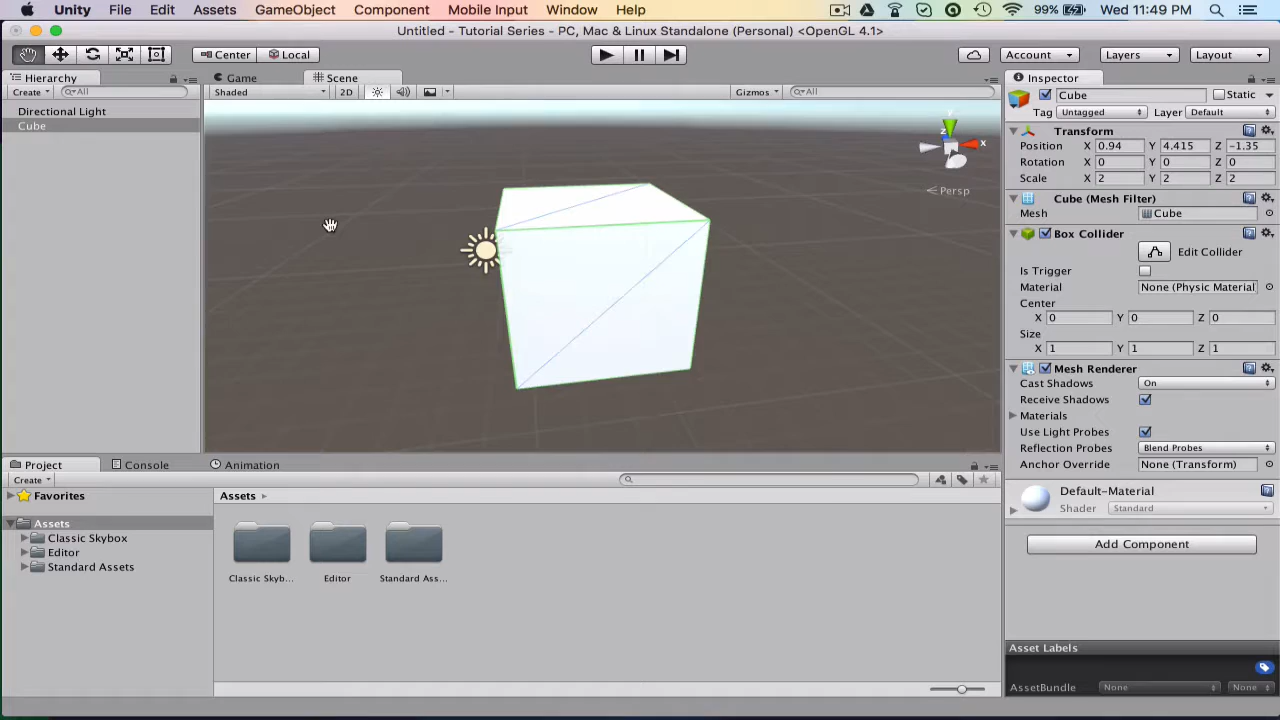 Unity File Edit Assets GameObject Component Mobile Input Window Help 99% Wed 11:49 PM
Untitled - Tutorial Series - PC, Mac & Linux Standalone (Personal) <OpenGL 4.1>
Center Local Account Layers Layout
Hierarchy Game Scene Inspector
Create All Shaded 2D Gizmos All
Cube Static
Directional Light
Tag Untagged Layer Default
Cube
y
z
x
Persp
Transform
Position X 0.94 Y 4.415 Z -1.35
Rotation X 0 Y 0 Z 0
Scale X 2 Y 2 Z 2
Cube (Mesh Filter)
Mesh Cube
Box Collider
Edit Collider
Is Trigger
Material None (Physic Material
Center
X 0 Y 0 Z 0
Size
X 1 Y 1 Z 1
Mesh Renderer
Cast Shadows On
Receive Shadows
Materials
Use Light Probes
Reflection Probes Blend Probes
Anchor Override None (Transform)
Default-Material
Shader Standard
Add Component
Asset Labels
AssetBundle None None
Project Console Animation
Create
Favorites
Assets
Classic Skybox
Editor
Standard Assets
Assets
Classic Skyb... Editor Standard Ass...